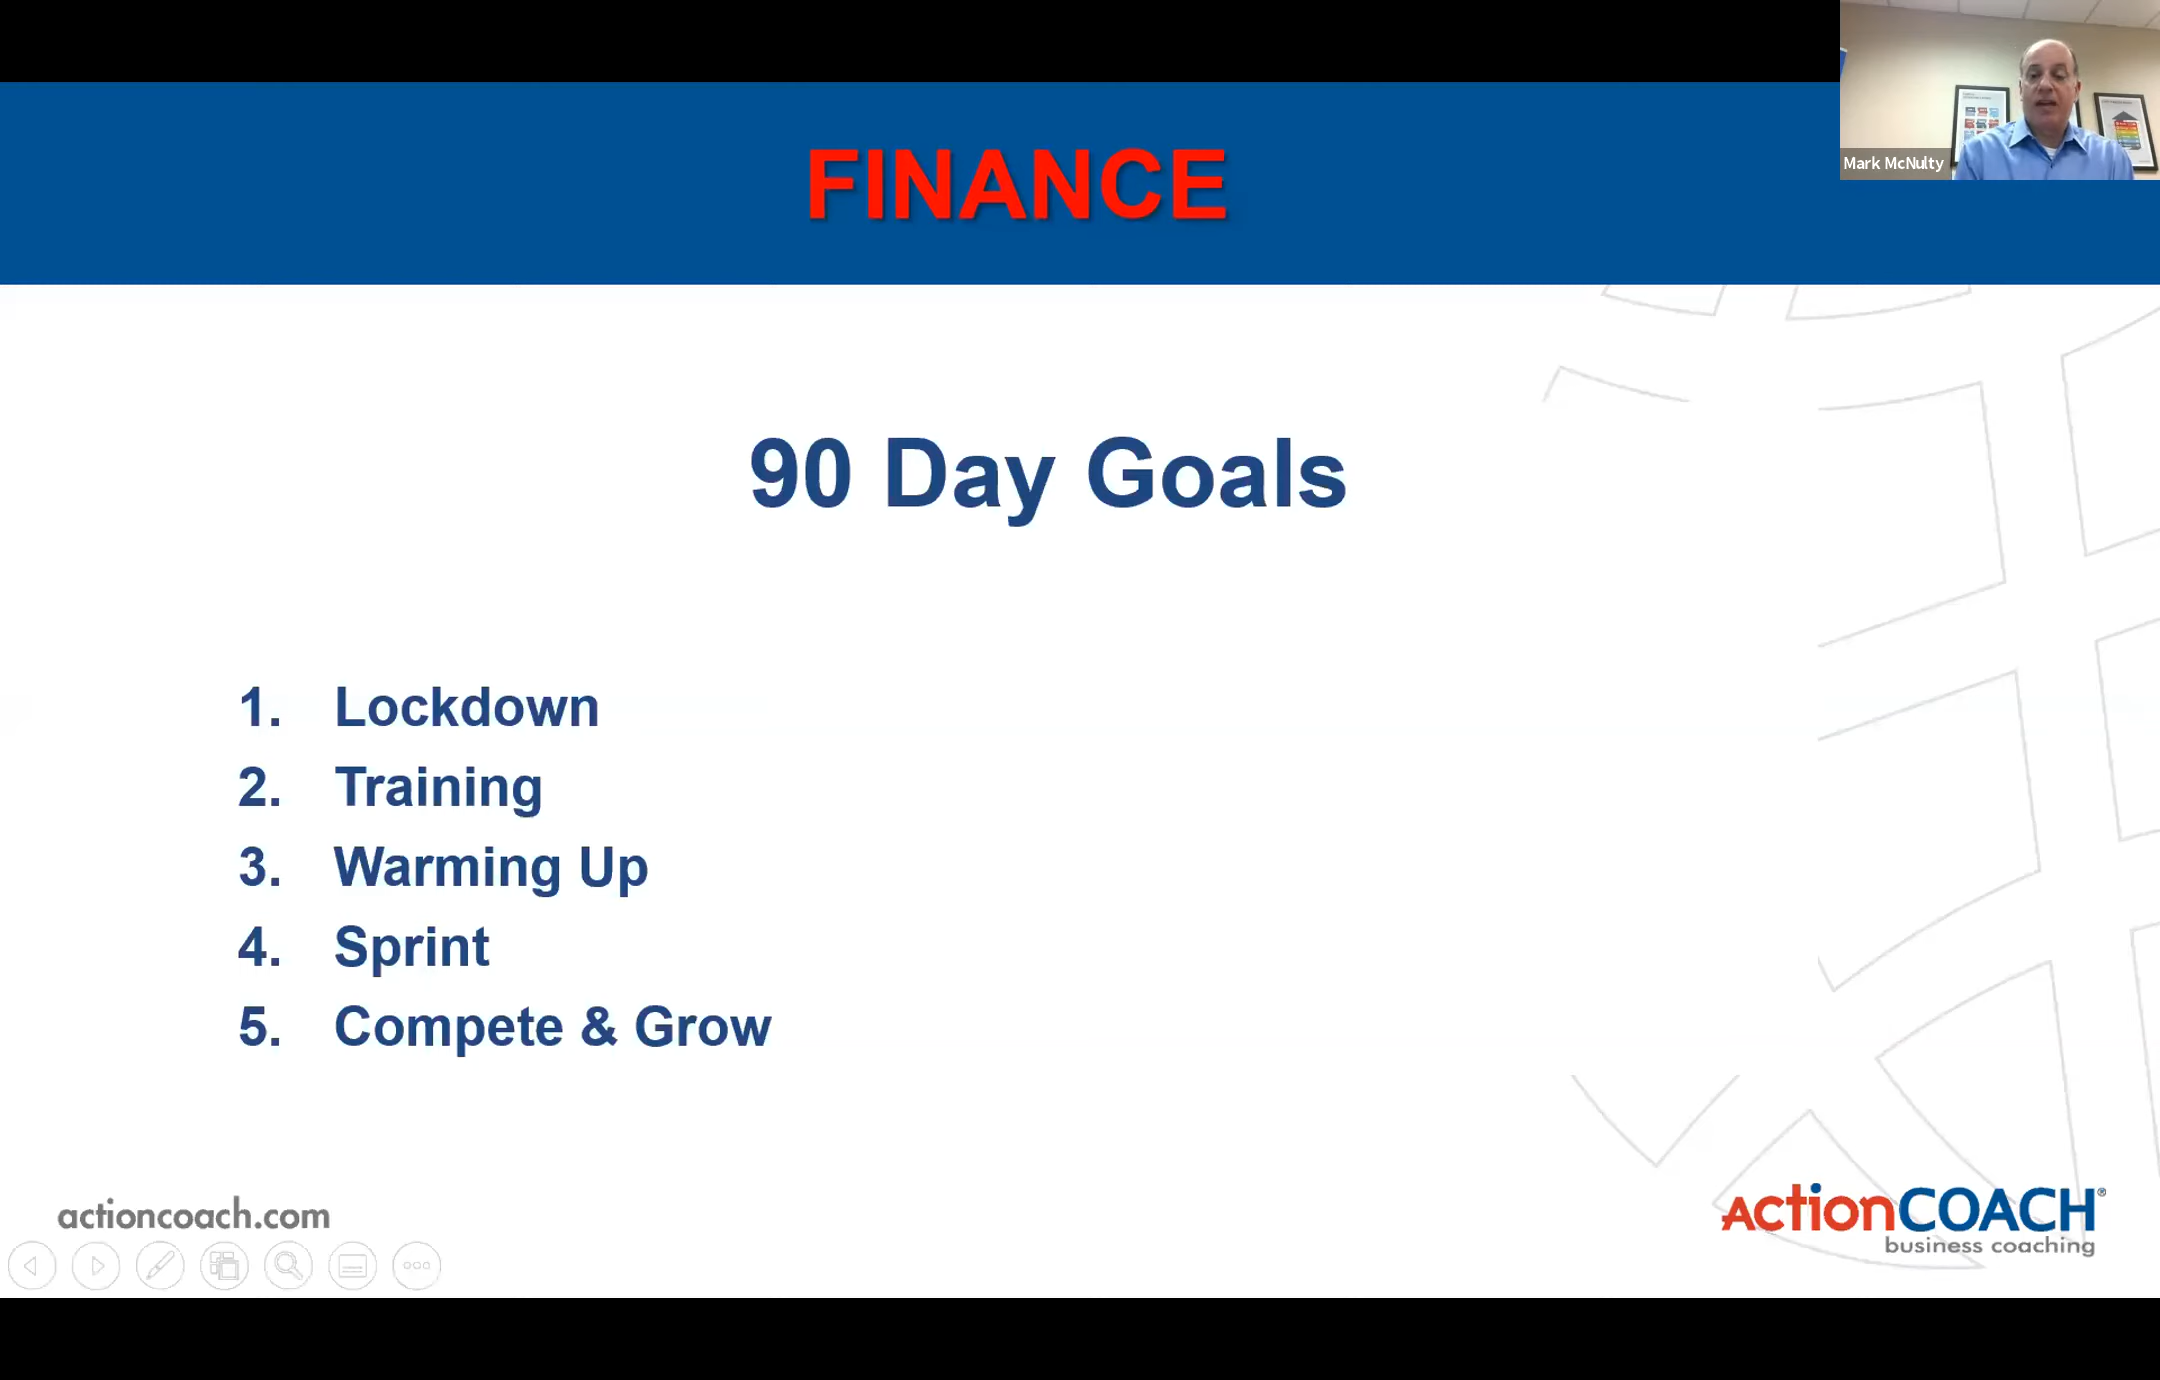 FINANCE
Mark McNulty
90 Day Goals
1. Lockdown
2. Training
3. Warming Up
4. Sprint
5. Compete & Grow
actioncoach.com
actionCOACH®
business coaching